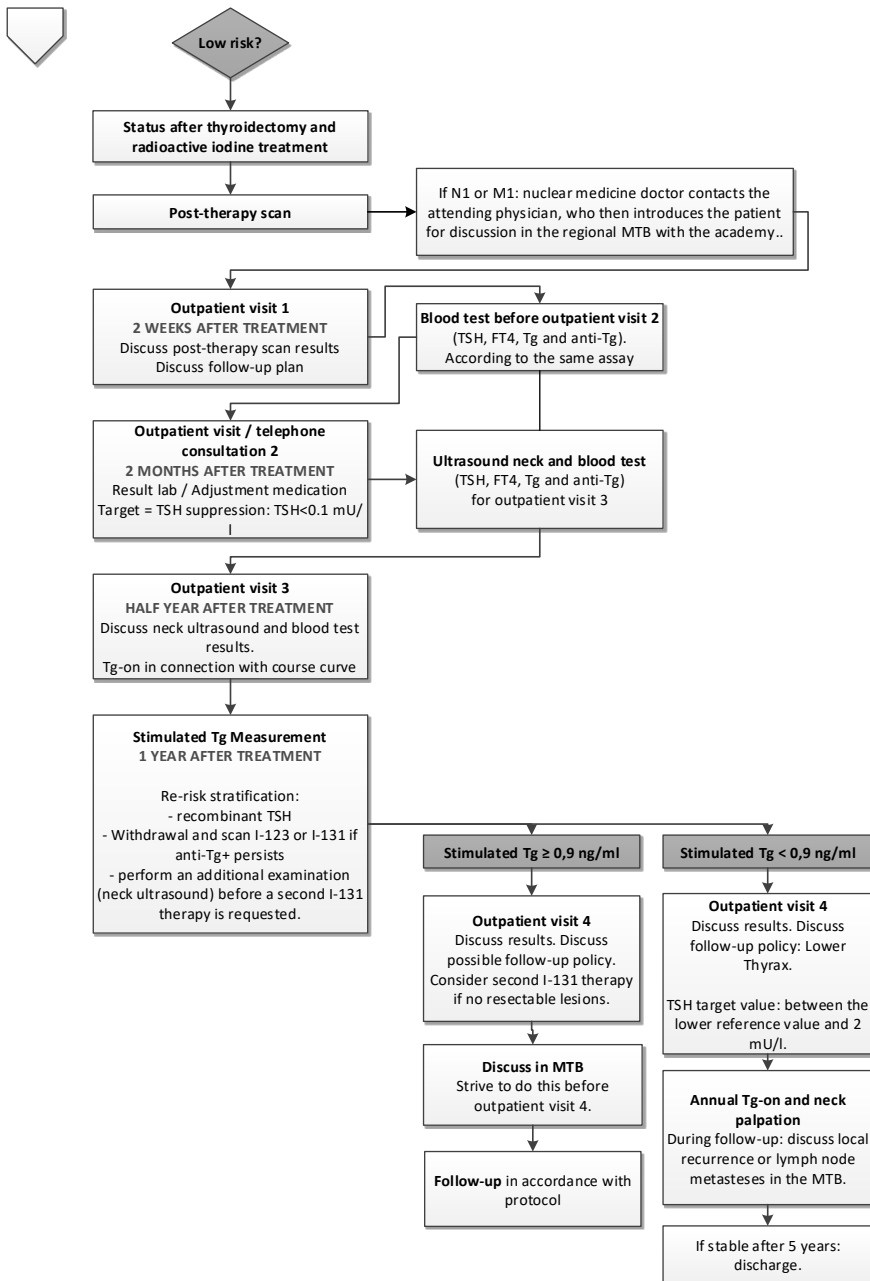 Low risk?
Status after thyroidectomy and
radioactive iodine treatment
Post-therapy scan
If N1 or M1: nuclear medicine doctor contacts the
attending physician, who then introduces the patient
for discussion in the regional MTB with the academy..
Outpatient visit 1
2 WEEKS AFTER TREATMENT
Discuss post-therapy scan results
Discuss follow-up plan
Blood test before outpatient visit 2
(TSH, FT4, Tg and anti-Tg).
According to the same assay
Outpatient visit / telephone
consultation 2
2 MONTHS AFTER TREATMENT
Result lab / Adjustment medication
Target = TSH suppression: TSH<0.1 mU/
l
Ultrasound neck and blood test
(TSH, FT4, Tg and anti-Tg)
for outpatient visit 3
Outpatient visit 3
HALF YEAR AFTER TREATMENT
Discuss neck ultrasound and blood test
results.
Tg-on in connection with course curve
Stimulated Tg Measurement
1 YEAR AFTER TREATMENT
Re-risk stratification:
- recombinant TSH
- Withdrawal and scan I-123 or I-131 if
anti-Tg+ persists
- perform an additional examination
(neck ultrasound) before a second I-131
therapy is requested.
Stimulated Tg ≥ 0,9 ng/ml
Outpatient visit 4
Discuss results. Discuss
possible follow-up policy.
Consider second I-131 therapy
if no resectable lesions.
Discuss in MTB
Strive to do this before
outpatient visit 4.
Follow-up in accordance with
protocol
Stimulated Tg < 0,9 ng/ml
Outpatient visit 4
Discuss results. Discuss
follow-up policy: Lower
Thyrax.
TSH target value: between the
lower reference value and 2
mU/l.
Annual Tg-on and neck
palpation
During follow-up: discuss local
recurrence or lymph node
metasteses in the MTB.
If stable after 5 years:
discharge.